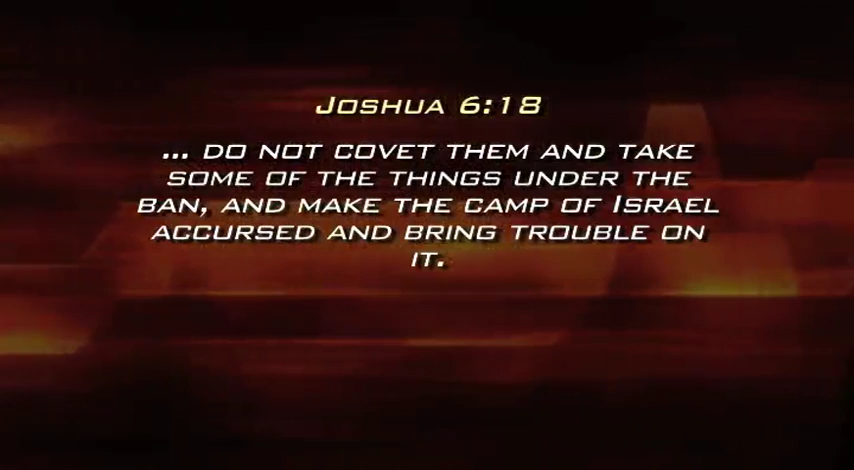 Joshua 6:18
... do not covet them and take
some of the things under the
ban, and make the camp of Israel
accursed and bring trouble on
it.